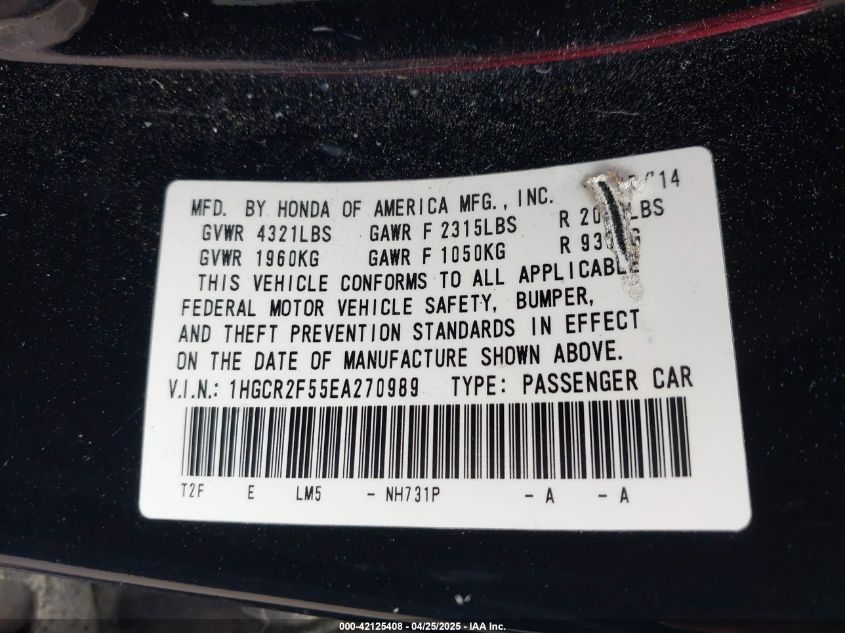 '14
MFD. BY HONDA OF AMERICA MFG., INC.
GVWR 4321LBS GAWR F 2315LBS R
GVWR 1960KG GAWR F 1050KG R
THIS VEHICLE CONFORMS TO ALL APPLICABLE
FEDERAL MOTOR VEHICLE SAFETY, BUMPER,
AND THEFT PREVENTION STANDARDS IN EFFECT
ON THE DATE OF MANUFACTURE SHOWN ABOVE.
V.I.N.: 1HGCR2F55EA270989 TYPE: PASSENGER CAR
T2F E LM5 - NH731P - A - A
000-42125408 - 04/25/2025 - IAA Inc.